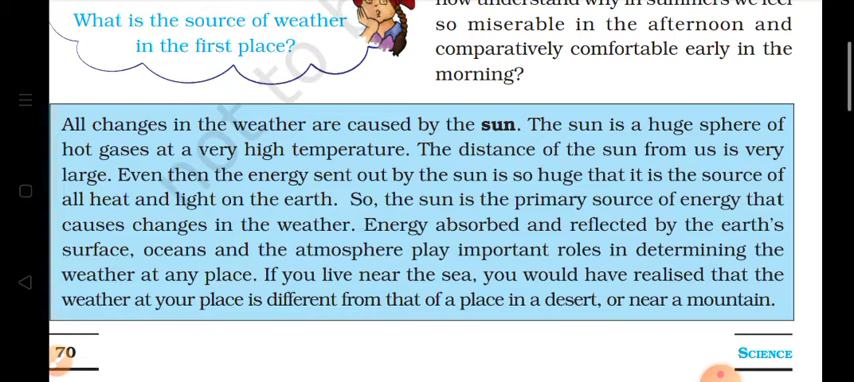 What is the source of weather
in the first place?
so miserable in the afternoon and
comparatively comfortable early in the
morning?
not to b
All changes in the weather are caused by the sun. The sun is a huge sphere of
hot gases at a very high temperature. The distance of the sun from us is very
large. Even then the energy sent out by the sun is so huge that it is the source of
all heat and light on the earth. So, the sun is the primary source of energy that
causes changes in the weather. Energy absorbed and reflected by the earth's
surface, oceans and the atmosphere play important roles in determining the
weather at any place. If you live near the sea, you would have realised that the
weather at your place is different from that of a place in a desert, or near a mountain.
70
SCIENCE